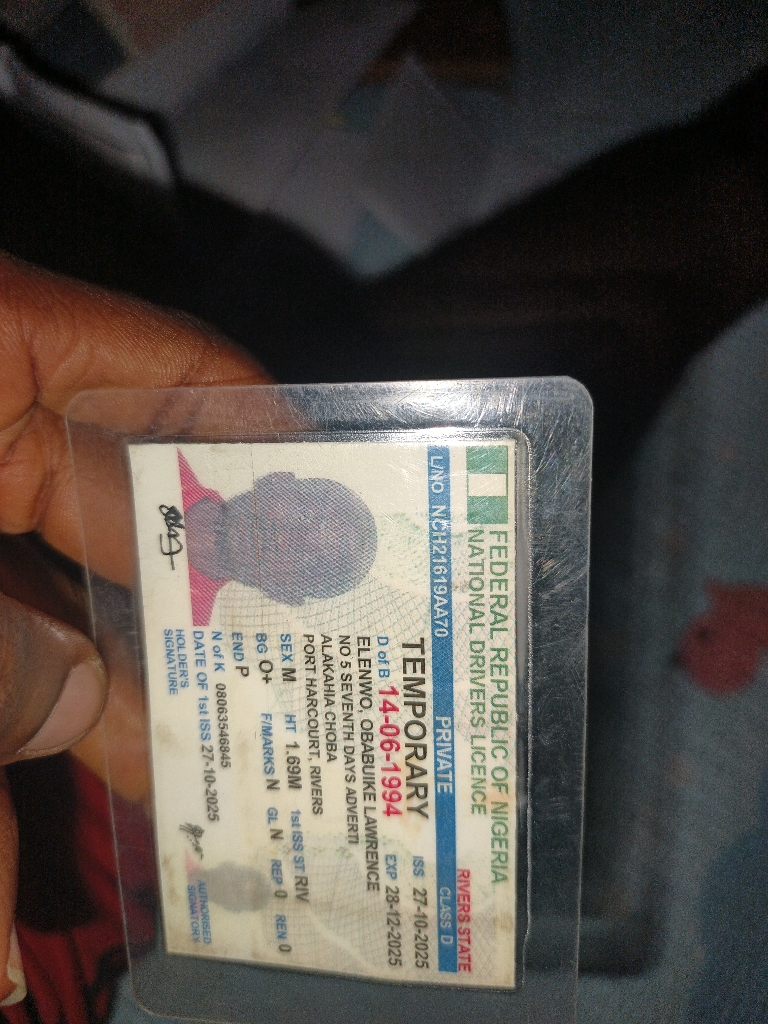 FEDERAL REPUBLIC OF NIGERIA
NATIONAL DRIVERS LICENCE
RIVERS STATE
L/NO NCH21619AA70 PRIVATE CLASS D
TEMPORARY ISS 27-10-2025
D of B 14-06-1994 EXP 28-12-2025
ELENWO, OBABUIKE LAWRENCE
NO 5 SEVENTH DAYS ADVERTI
ALAKAHIA CHOBA
PORT HARCOURT, RIVERS
SEX M HT 1.69M 1st ISS ST RIV
BG O+ F/MARKS N GL N REP 0 REN 0
END P
N of K 08063546845
DATE OF 1st ISS 27-10-2025
HOLDER'S
SIGNATURE
AUTHORISED
SIGNATORY